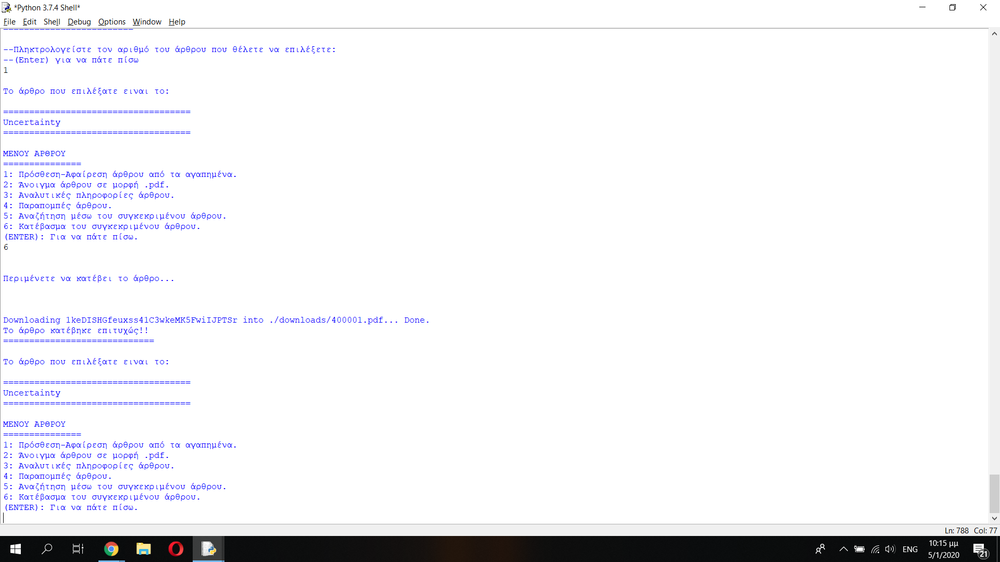 *Python 3.7.4 Shell*
File Edit Shell Debug Options Window Help
=========================
--Πληκτρολογείστε τον αριθμό του άρθρου που θέλετε να επιλέξετε:
--(Enter) για να πάτε πίσω
1
Το άρθρο που επιλέξατε ειναι το:
====================================
Uncertainty
====================================
ΜΕΝΟΥ ΑΡΘΡΟΥ
===============
1: Πρόσθεση-Αφαίρεση άρθρου από τα αγαπημένα.
2: Άνοιγμα άρθρου σε μορφή .pdf.
3: Αναλυτικές πληροφορίες άρθρου.
4: Παραπομπές άρθρου.
5: Αναζήτηση μέσω του συγκεκριμένου άρθρου.
6: Κατέβασμα του συγκεκριμένου άρθρου.
(ENTER): Για να πάτε πίσω.
6
Περιμένετε να κατέβει το άρθρο...
Downloading 1keDISHGfeuxss41C3wkeMK5FwiIJPTSr into ./downloads/400001.pdf... Done.
Το άρθρο κατέβηκε επιτυχώς!!
=============================
Το άρθρο που επιλέξατε ειναι το:
====================================
Uncertainty
====================================
ΜΕΝΟΥ ΑΡΘΡΟΥ
===============
1: Πρόσθεση-Αφαίρεση άρθρου από τα αγαπημένα.
2: Άνοιγμα άρθρου σε μορφή .pdf.
3: Αναλυτικές πληροφορίες άρθρου.
4: Παραπομπές άρθρου.
5: Αναζήτηση μέσω του συγκεκριμένου άρθρου.
6: Κατέβασμα του συγκεκριμένου άρθρου.
(ENTER): Για να πάτε πίσω.
Ln: 788 Col: 77
ENG
10:15 μμ
5/1/2020
21